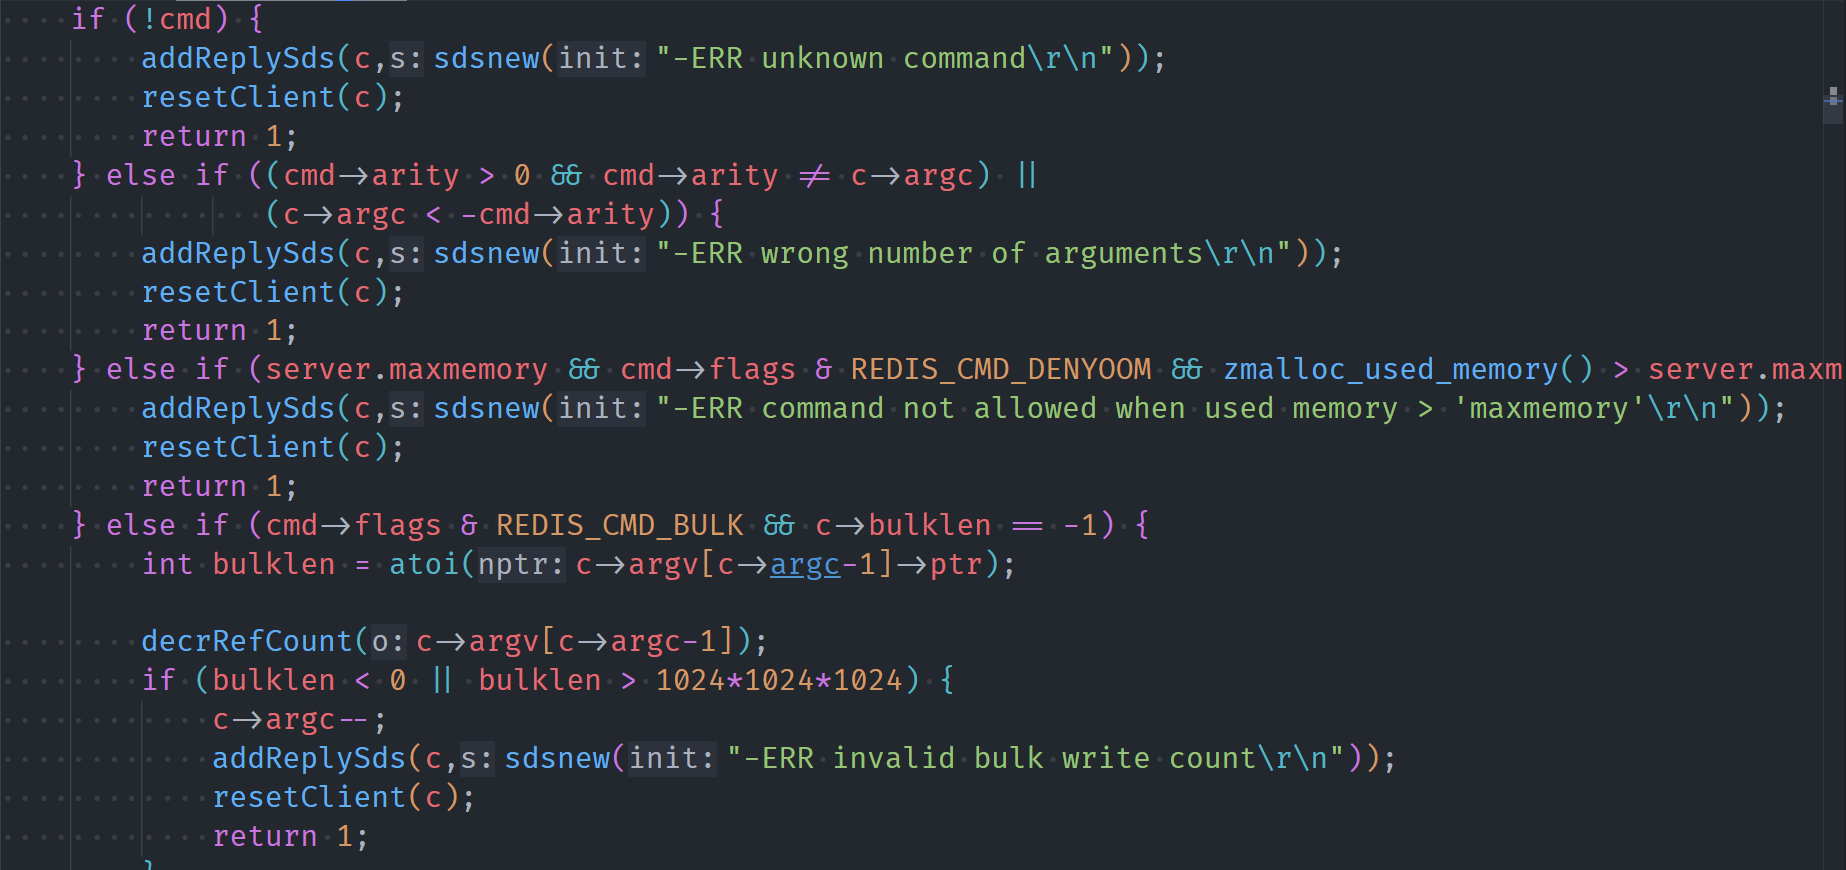 if (!cmd) {
addReplySds(c,s: sdsnew(init: "-ERR unknown command\r\n"));
resetClient(c);
return 1;
} else if ((cmd->arity > 0 && cmd->arity != c->argc) ||
(c->argc < -cmd->arity)) {
addReplySds(c,s: sdsnew(init: "-ERR wrong number of arguments\r\n"));
resetClient(c);
return 1;
} else if (server.maxmemory && cmd->flags & REDIS_CMD_DENYOOM && zmalloc_used_memory() > server.maxm
addReplySds(c,s: sdsnew(init: "-ERR command not allowed when used memory > 'maxmemory'\r\n"));
resetClient(c);
return 1;
} else if (cmd->flags & REDIS_CMD_BULK && c->bulklen == -1) {
int bulklen = atoi(nptr: c->argv[c->argc-1]->ptr);
decrRefCount(o: c->argv[c->argc-1]);
if (bulklen < 0 || bulklen > 1024*1024*1024) {
c->argc--;
addReplySds(c,s: sdsnew(init: "-ERR invalid bulk write count\r\n"));
resetClient(c);
return 1;
}